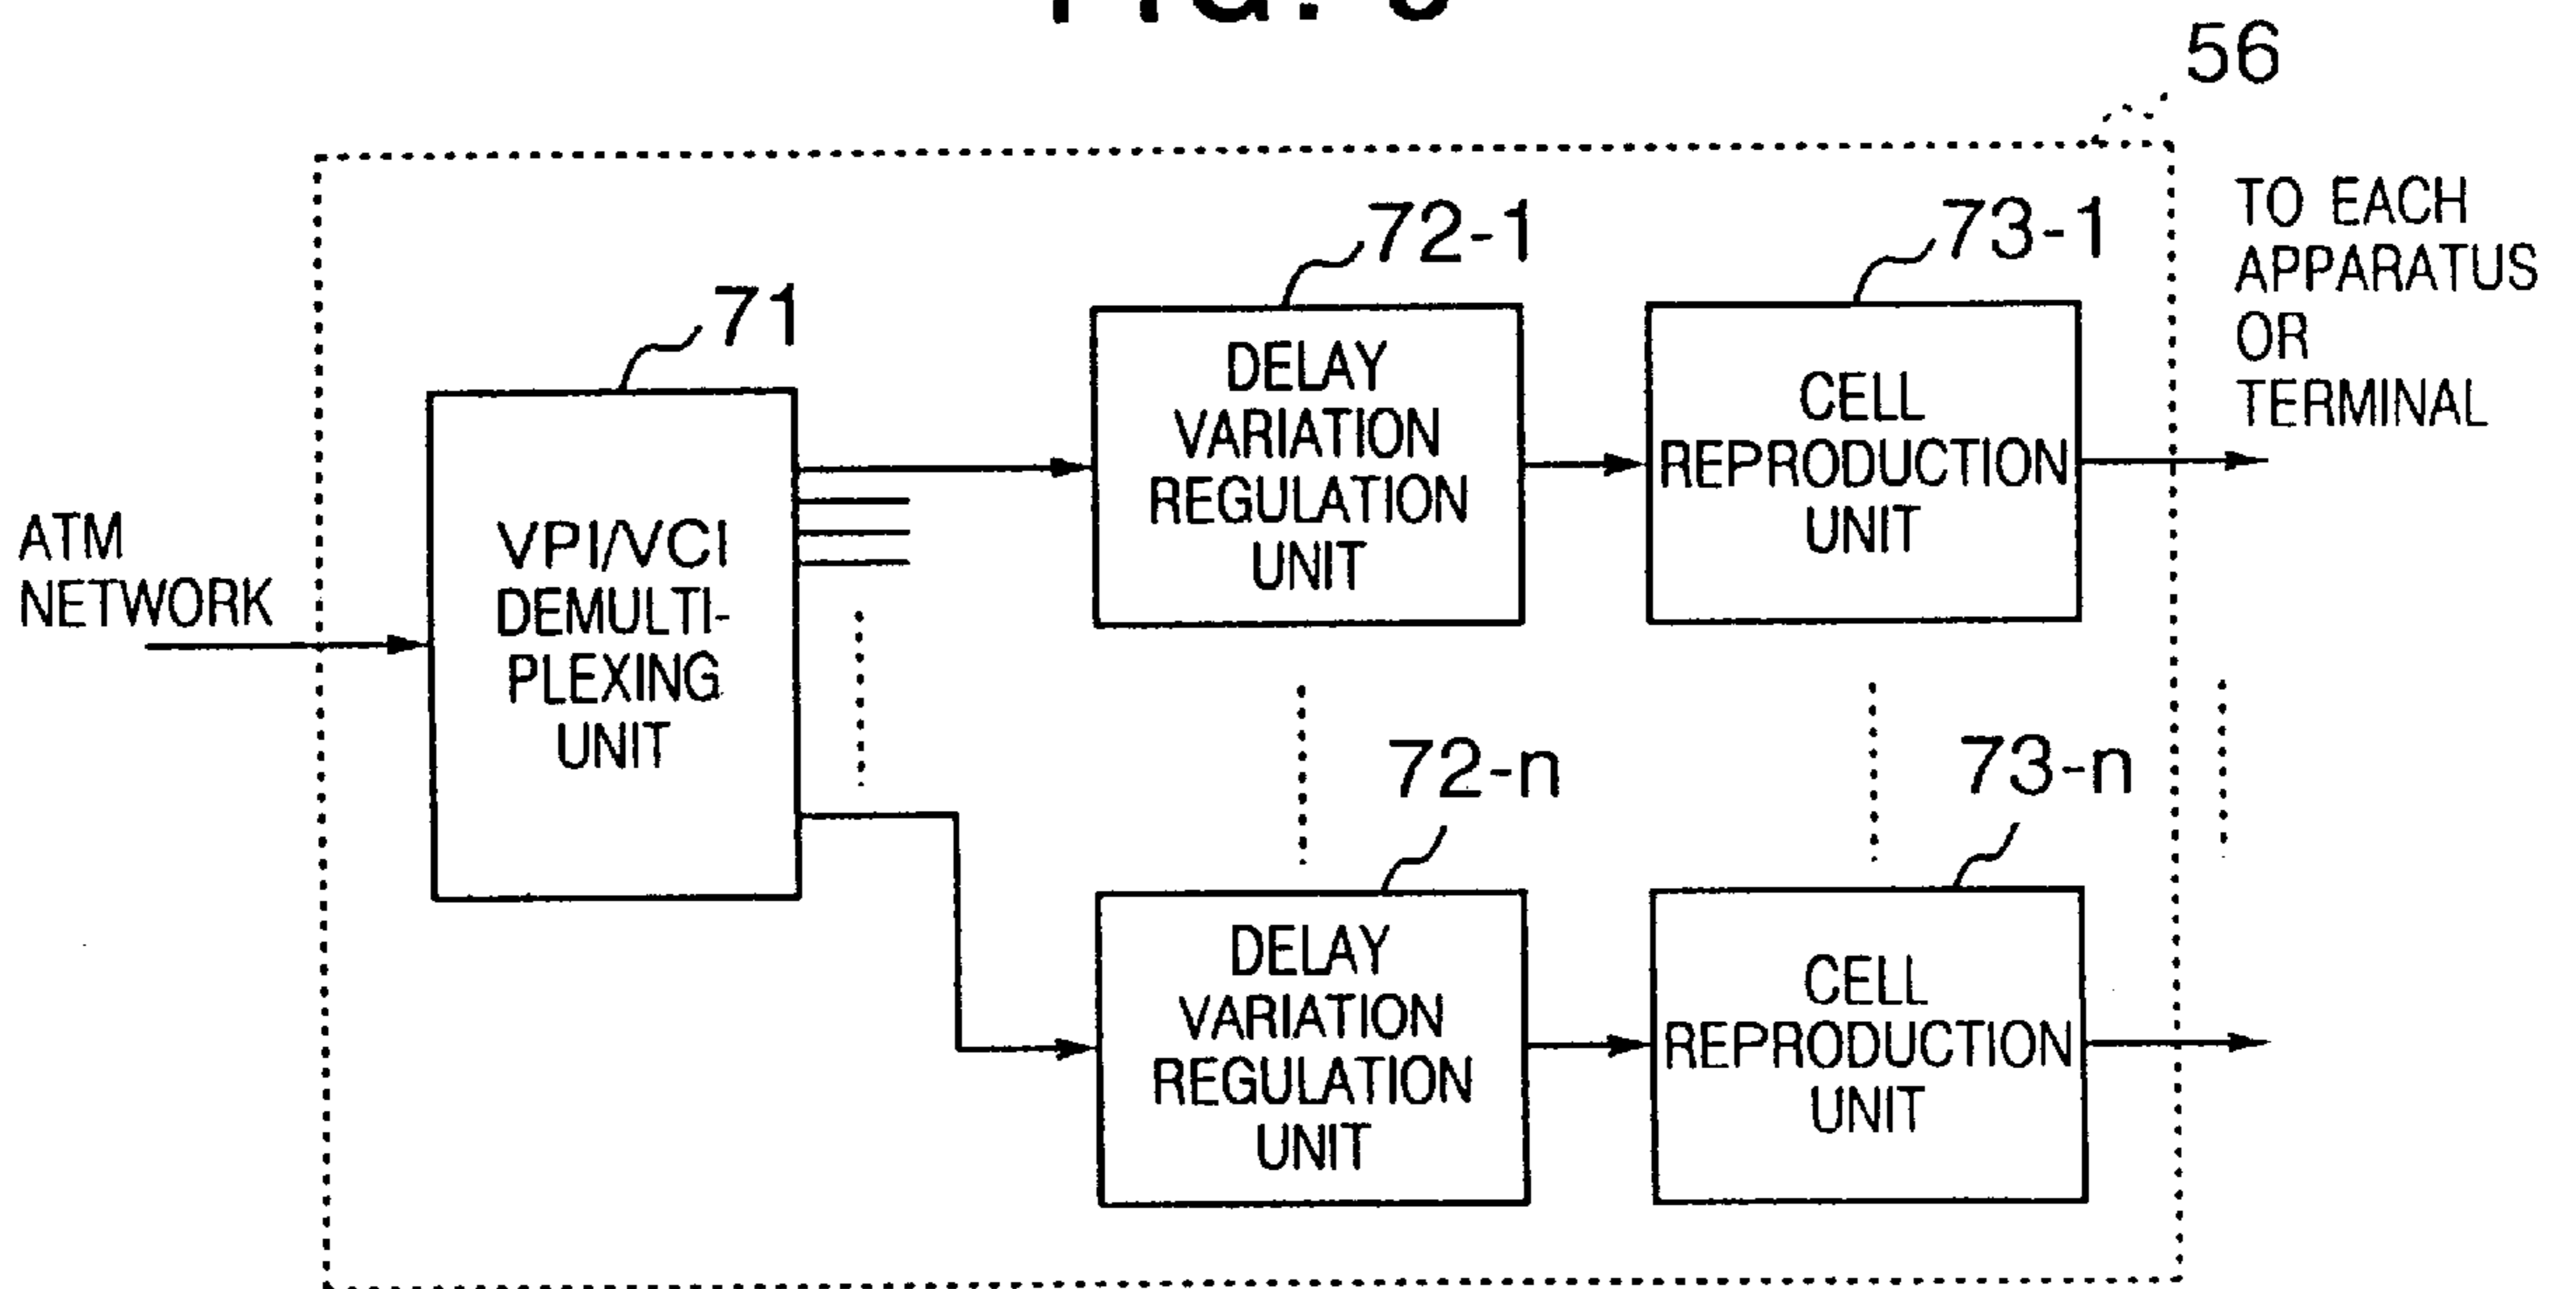 56
TO EACH
APPARATUS
OR
TERMINAL
72-1
73-1
71
DELAY
VARIATION
REGULATION
UNIT
CELL
REPRODUCTION
UNIT
ATM
NETWORK
VPI/VCI
DEMULTI-
PLEXING
UNIT
72-n
73-n
DELAY
VARIATION
REGULATION
UNIT
CELL
REPRODUCTION
UNIT